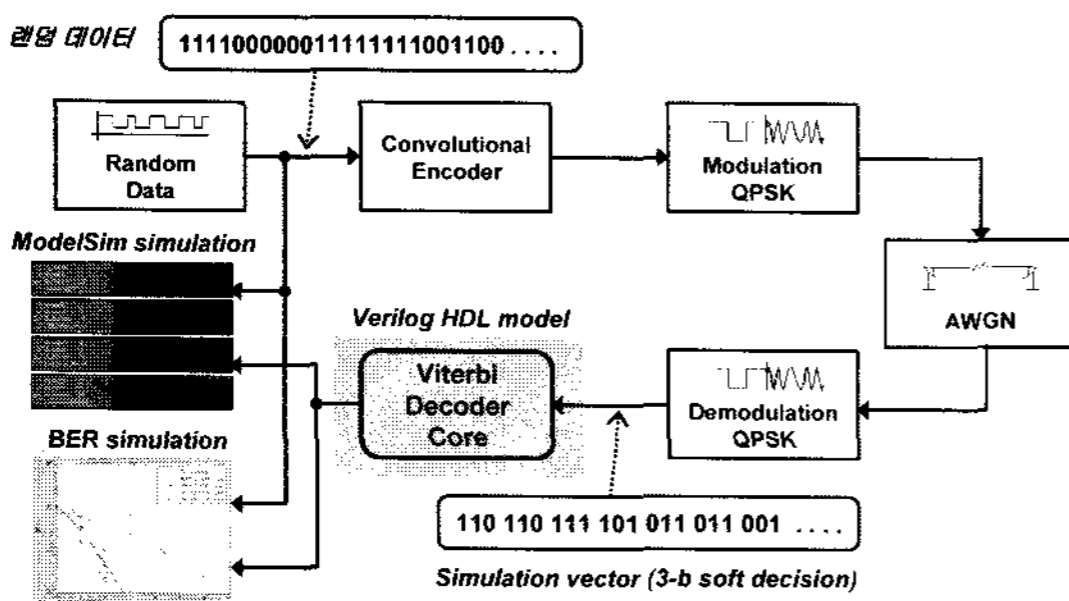 랜덤 데이터
1111000000111111111001100 ....
Random
Data
Convolutional
Encoder
Modulation
QPSK
ModelSim simulation
AWGN
Verilog HDL model
Viterbi
Decoder
Core
Demodulation
QPSK
BER simulation
110 110 111 101 011 011 001 ....
Simulation vector (3-b soft decision)